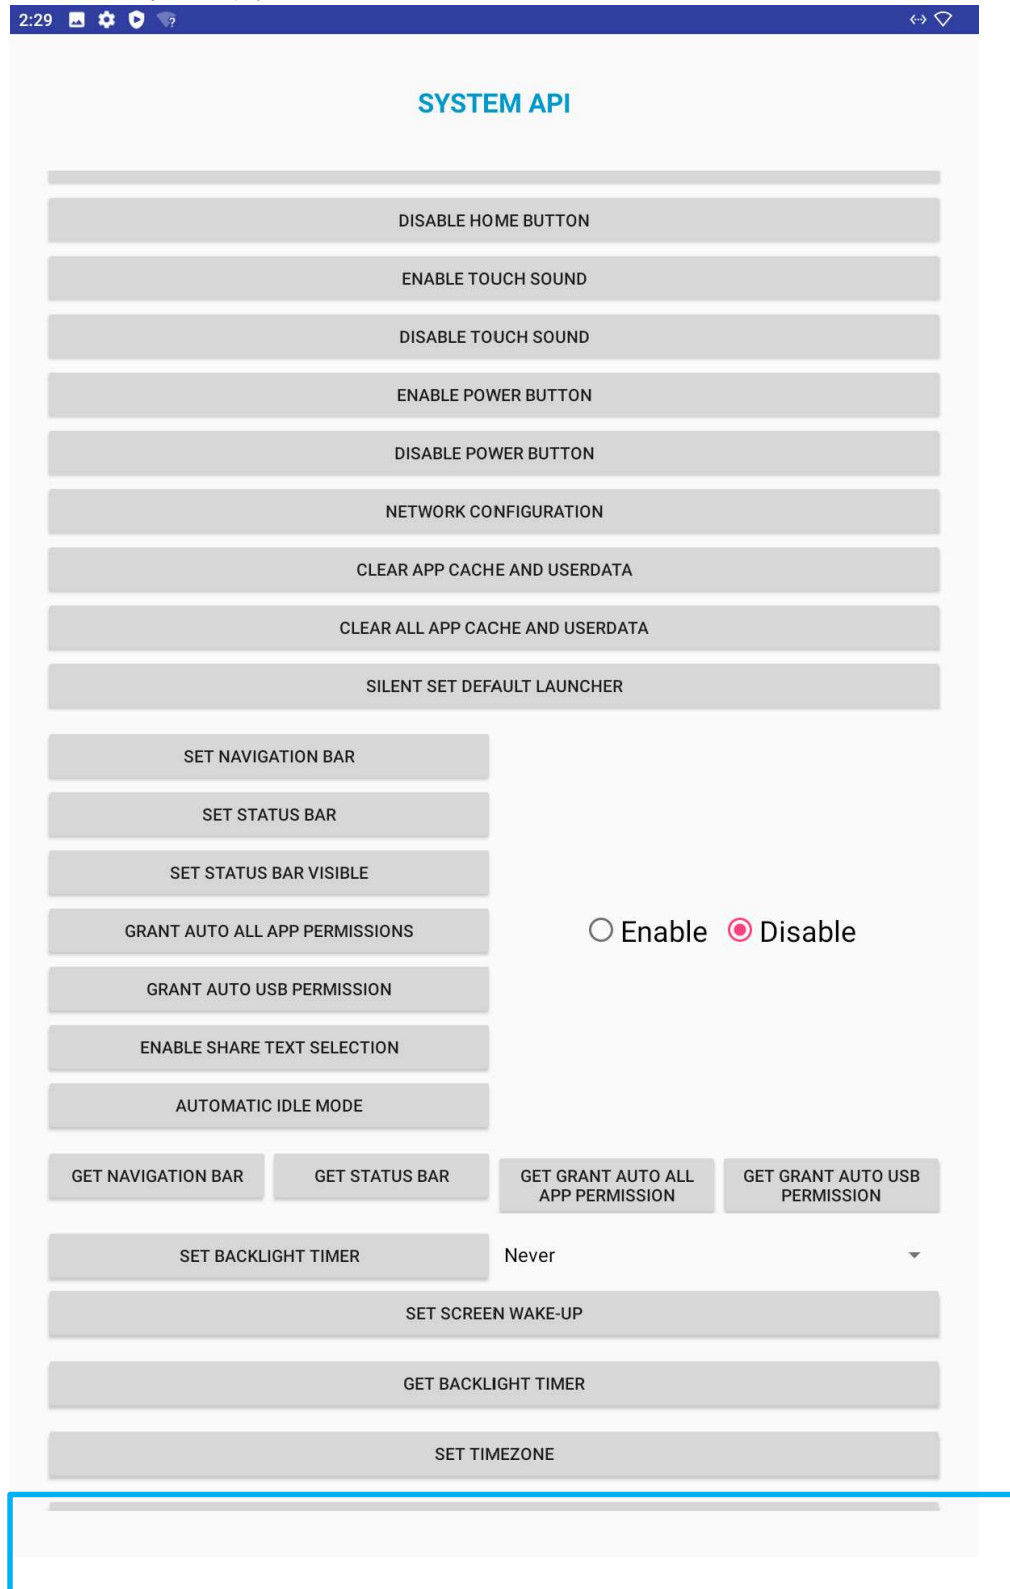 2:29
SYSTEM API
DISABLE HOME BUTTON
ENABLE TOUCH SOUND
DISABLE TOUCH SOUND
ENABLE POWER BUTTON
DISABLE POWER BUTTON
NETWORK CONFIGURATION
CLEAR APP CACHE AND USERDATA
CLEAR ALL APP CACHE AND USERDATA
SILENT SET DEFAULT LAUNCHER
SET NAVIGATION BAR
SET STATUS BAR
SET STATUS BAR VISIBLE
GRANT AUTO ALL APP PERMISSIONS
Enable Disable
GRANT AUTO USB PERMISSION
ENABLE SHARE TEXT SELECTION
AUTOMATIC IDLE MODE
GET NAVIGATION BAR
GET STATUS BAR
GET GRANT AUTO ALL
APP PERMISSION
GET GRANT AUTO USB
PERMISSION
SET BACKLIGHT TIMER
Never
SET SCREEN WAKE-UP
GET BACKLIGHT TIMER
SET TIMEZONE